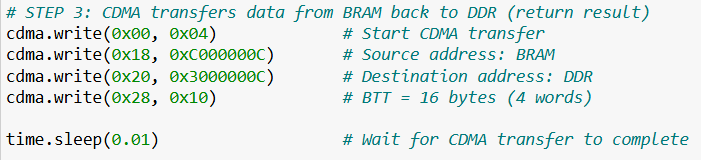 # STEP 3: CDMA transfers data from BRAM back to DDR (return result)
cdma.write(0x00, 0x04)          # Start CDMA transfer
cdma.write(0x18, 0xC000000C)    # Source address: BRAM
cdma.write(0x20, 0x3000000C)    # Destination address: DDR
cdma.write(0x28, 0x10)          # BTT = 16 bytes (4 words)
time.sleep(0.01)                # Wait for CDMA transfer to complete